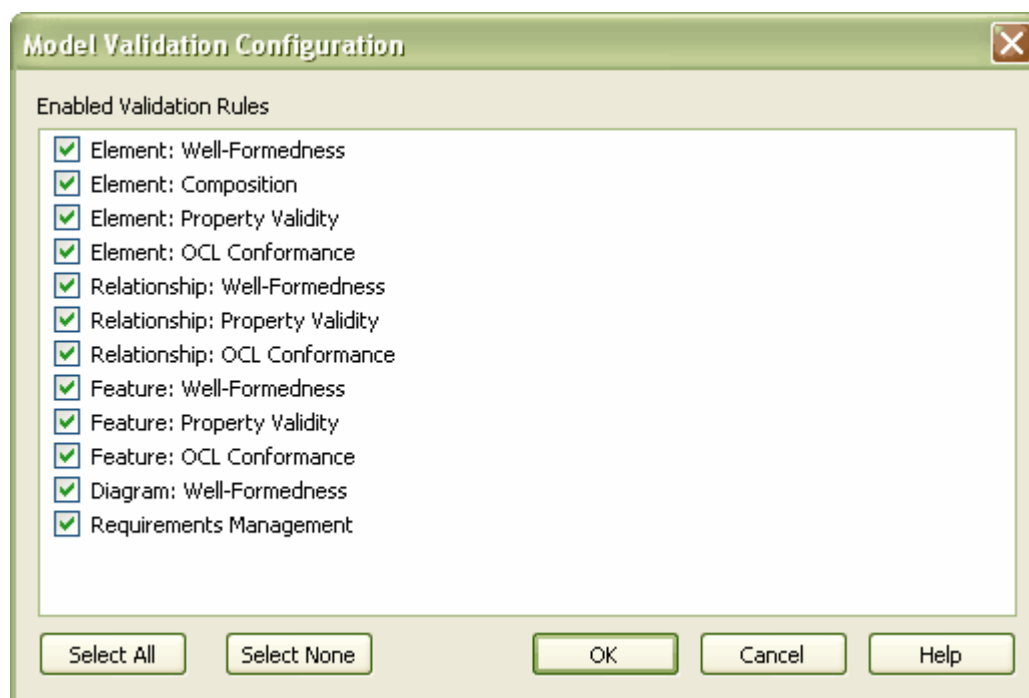 Model Validation Configuration
Enabled Validation Rules
Element: Well-Formedness
Element: Composition
Element: Property Validity
Element: OCL Conformance
Relationship: Well-Formedness
Relationship: Property Validity
Relationship: OCL Conformance
Feature: Well-Formedness
Feature: Property Validity
Feature: OCL Conformance
Diagram: Well-Formedness
Requirements Management
Select All Select None OK Cancel Help